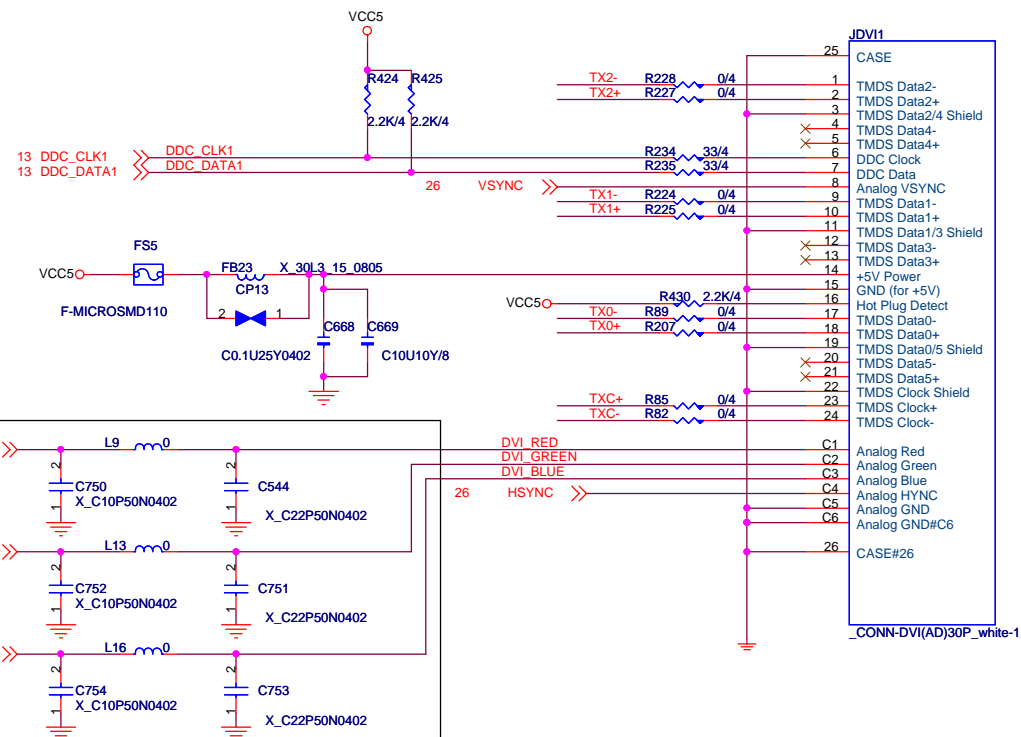 VCC5
JDVI1
R424 R425
2.2K/4 2.2K/4
25 CASE
TX2- R228 0/4 1 TMDS Data2-
TX2+ R227 0/4 2 TMDS Data2+
3 TMDS Data2/4 Shield
4 TMDS Data4-
5 TMDS Data4+
13 DDC_CLK1 DDC_CLK1 R234 33/4 6 DDC Clock
13 DDC_DATA1 DDC_DATA1 R235 33/4 7 DDC Data
26 VSYNC 8 Analog VSYNC
TX1- R224 0/4 9 TMDS Data1-
TX1+ R225 0/4 10 TMDS Data1+
11 TMDS Data1/3 Shield
12 TMDS Data3-
13 TMDS Data3+
FS5
VCC5 FB23 X_30L3_15_0805 14 +5V Power
CP13
2 1
F-MICROSMD110
15 GND (for +5V)
VCC5 R430 2.2K/4 16 Hot Plug Detect
TX0- R89 0/4 17 TMDS Data0-
TX0+ R207 0/4 18 TMDS Data0+
C668 C669
C0.1U25Y0402 C10U10Y/8
19 TMDS Data0/5 Shield
20 TMDS Data5-
21 TMDS Data5+
22 TMDS Clock Shield
TXC+ R85 0/4 23 TMDS Clock+
TXC- R82 0/4 24 TMDS Clock-
L9 0 DVI_RED C1 Analog Red
DVI_GREEN C2 Analog Green
DVI_BLUE C3 Analog Blue
26 HSYNC C4 Analog HYNC
C5 Analog GND
C6 Analog GND#C6
26 CASE#26
2 2
C750 C544
1 X_C10P50N0402 1 X_C22P50N0402
L13 0
2 2
C752 C751
1 X_C10P50N0402 1 X_C22P50N0402
L16 0
2 2
C754 C753
1 X_C10P50N0402 1 X_C22P50N0402
_CONN-DVI(AD)30P_white-1